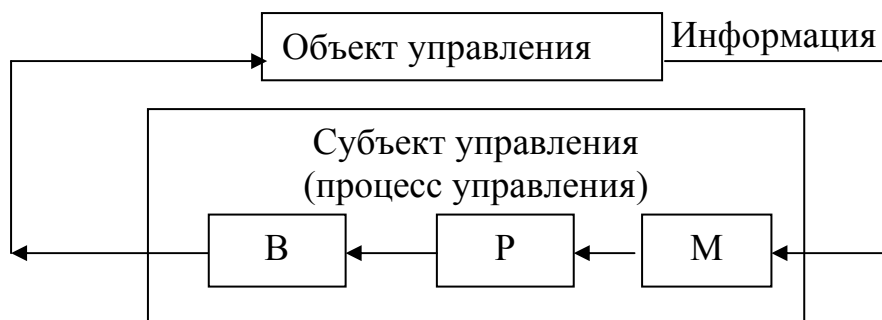 Объект управления
Информация
Субъект управления
(процесс управления)
В
Р
М